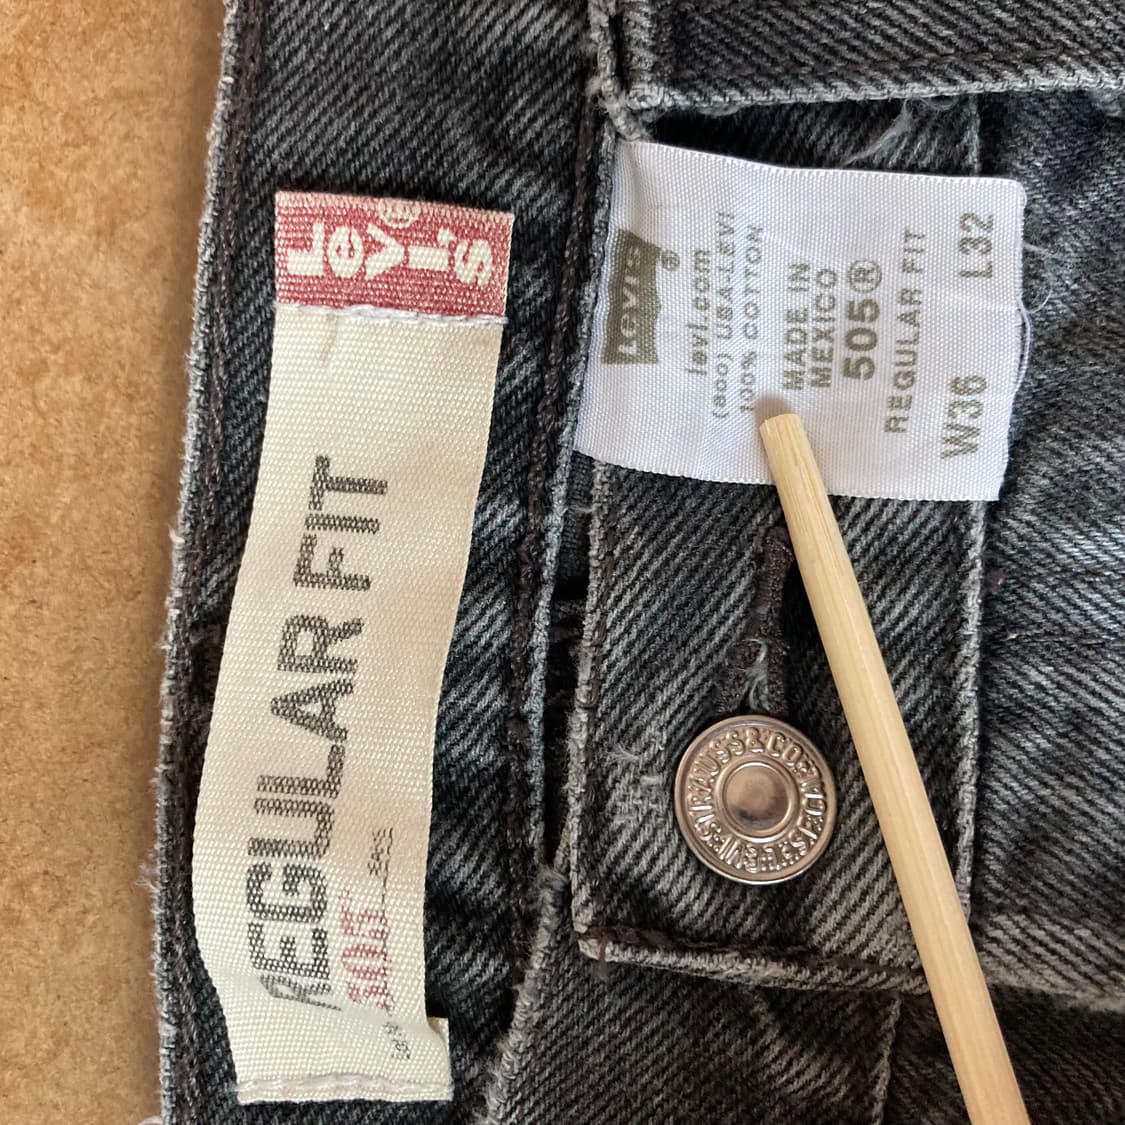 Levi's
REGULAR FIT
505
Levi's®
levi.com
(800) USA-LEVI
100% COTTON
MADE IN
MEXICO
505®
REGULAR FIT
W36 L32
LEVI STRAUSS & CO